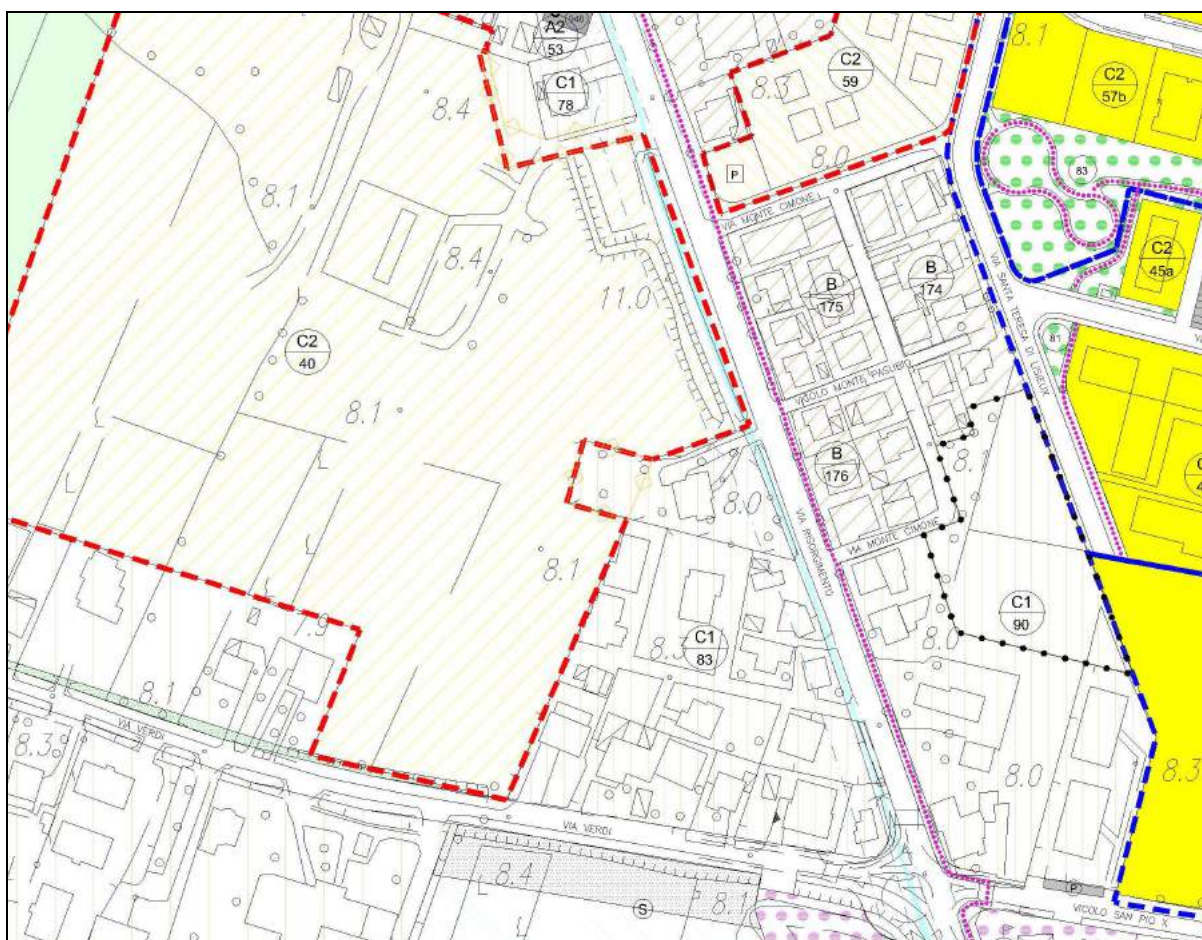 046
A2
53
C1
78
8.4
8.3
C2
59
8.0
P
8.1
C2
57b
83
VIA MONTE CIMONE
8.1
8.4
11.0
B
175
B
174
C2
45a
VIA SANTA TERESA DI LISIEUX
81
C2
40
VICOLO MONTE PASUBIO
8.1
8.1
B
176
8.0
VIA MONTE CIMONE
VIA RISORGIMENTO
8.1
C1
90
C1
83
8.0
8.1
VIA VERDI
8.3
8.0
8.3
VIA VERDI
8.4
8.1
S
P
VICOLO SAN PIO X